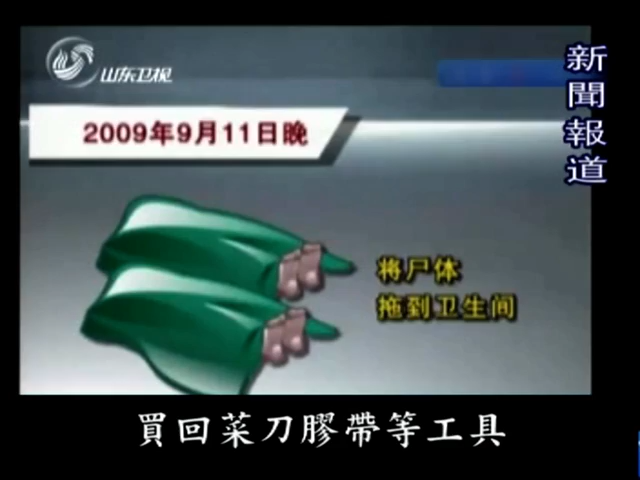 山东卫视
新聞報道
2009年9月11日晚
将尸体
拖到卫生间
買回菜刀膠帶等工具